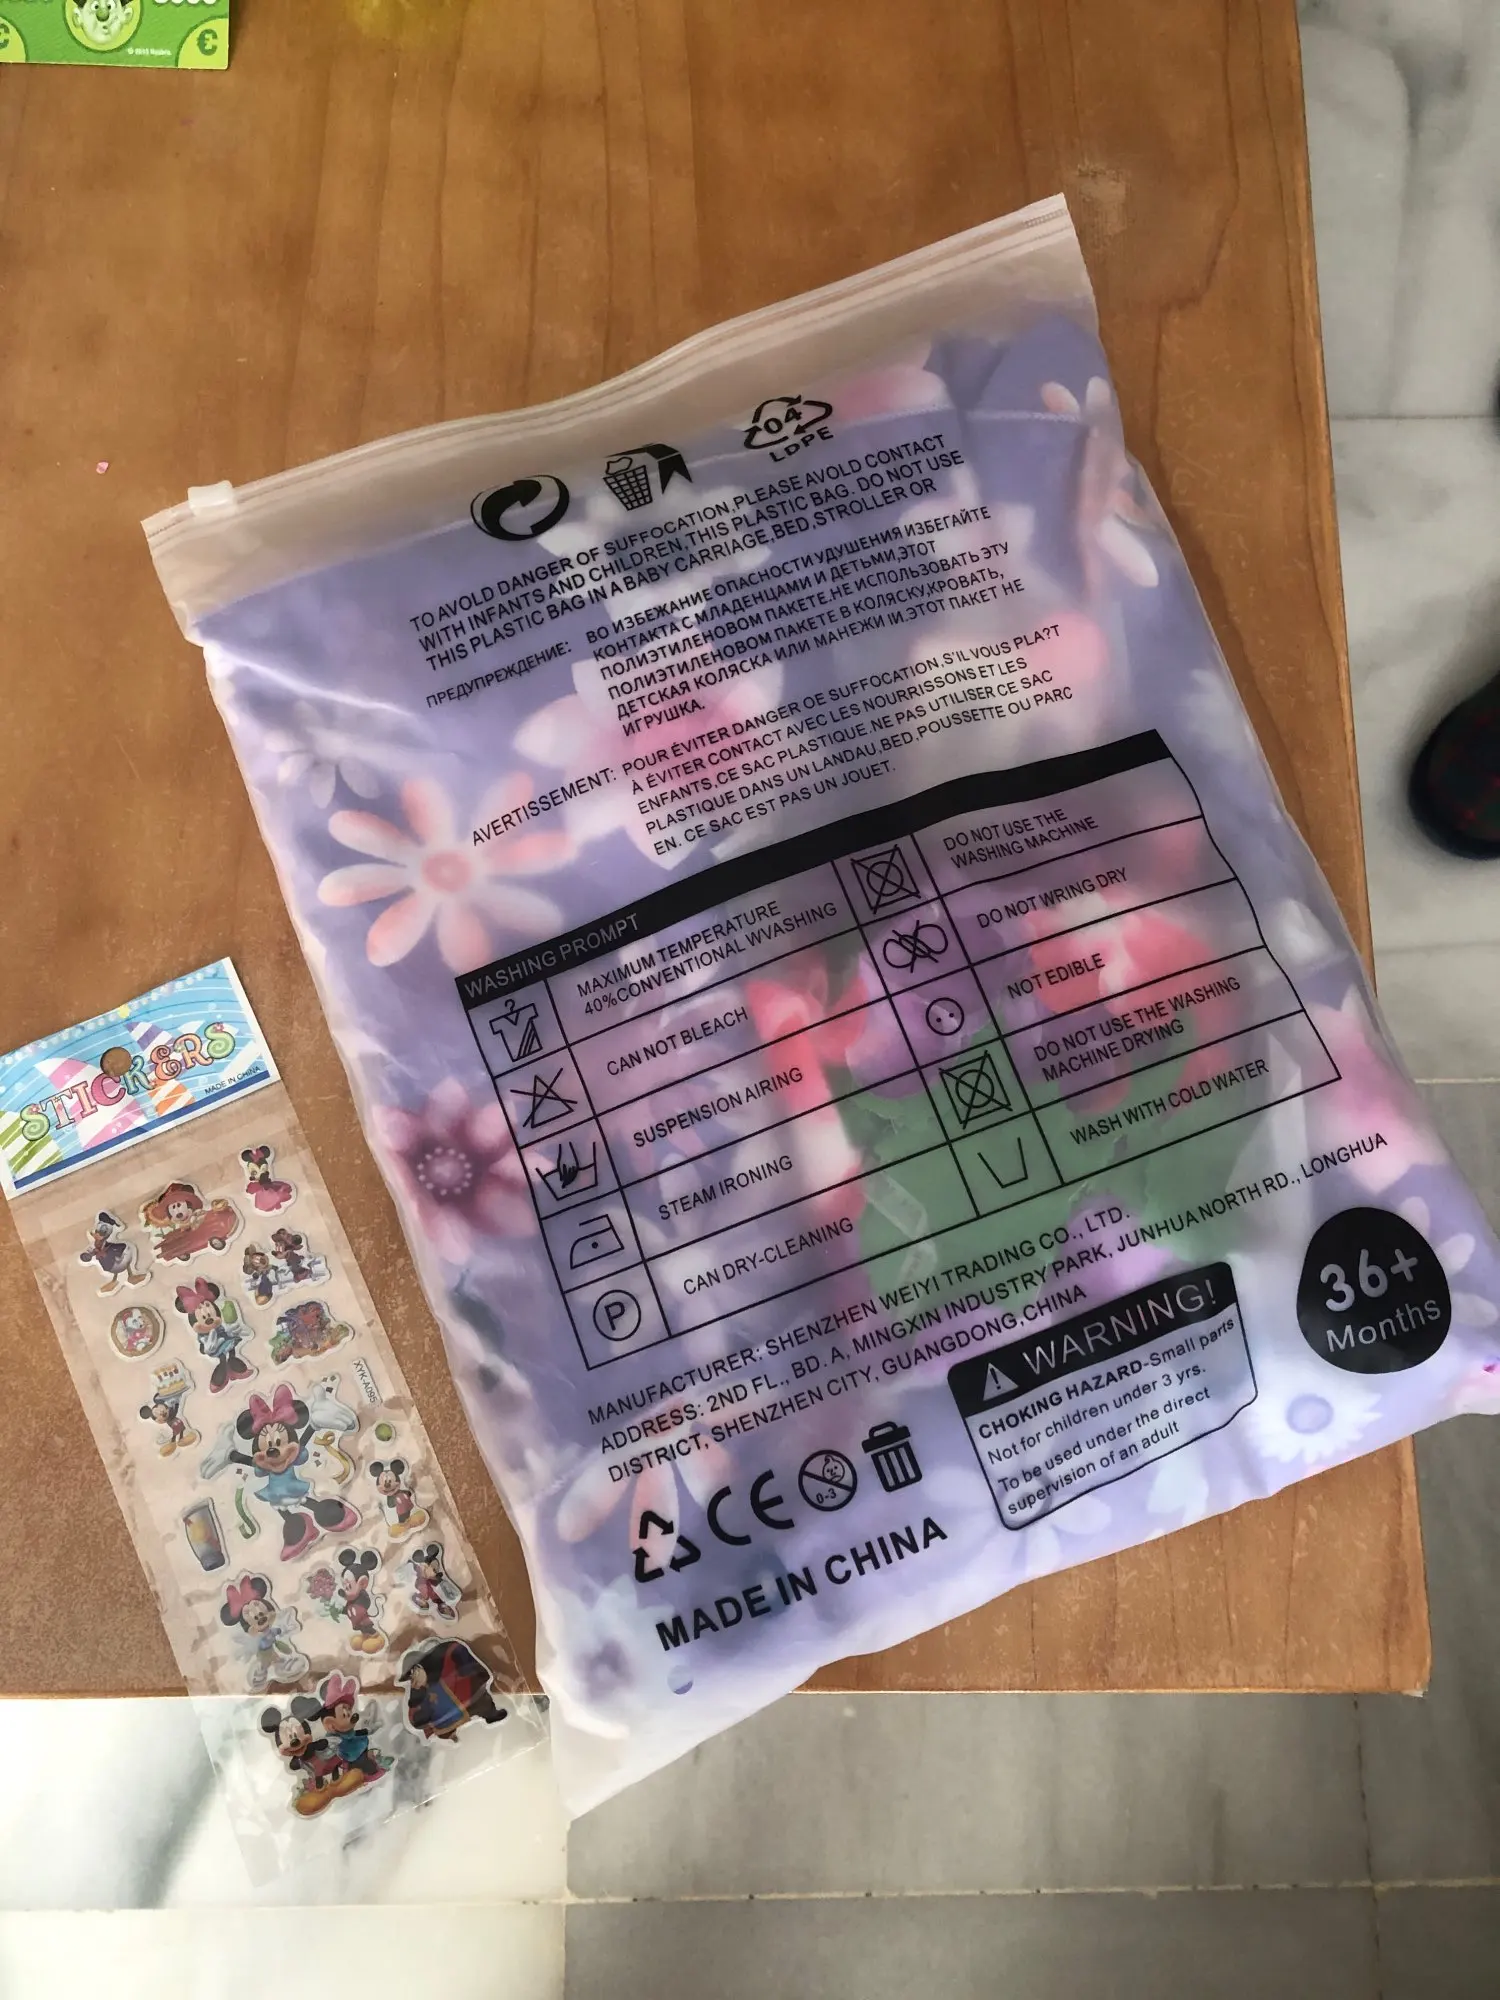 04
LDPE
TO AVOLD DANGER OF SUFFOCATION,PLEASE AVOLD CONTACT
WITH INFANTS AND CHILDREN,THIS PLASTIC BAG. DO NOT USE
THIS PLASTIC BAG IN A BABY CARRIAGE,BED,STROLLER OR
ПРЕДУПРЕЖДЕНИЕ: ВО ИЗБЕЖАНИЕ ОПАСНОСТИ УДУШЕНИЯ ИЗБЕГАЙТЕ
КОНТАКТА С МЛАДЕНЦАМИ И ДЕТЬМИ,ЭТОТ
ПОЛИЭТИЛЕНОВОМ ПАКЕТЕ.НЕ ИСПОЛЬЗОВАТЬ ЭТУ
ПОЛИЭТИЛЕНОВОМ ПАКЕТЕ В КОЛЯСКУ,КРОВАТЬ,
ДЕТСКАЯ КОЛЯСКА ИЛИ МАНЕЖИ IИ.ЭТОТ ПАКЕТ НЕ
ИГРУШКА.
AVERTISSEMENT: POUR ÉVITER DANGER OE SUFFOCATION,S'IL VOUS PLA?T
À ÉVITER CONTACT AVEC LES NOURRISSONS ET LES
ENFANTS,CE SAC PLASTIQUE.NE PAS UTILISER CE SAC
PLASTIQUE DANS UN LANDAU,BED,POUSSETTE OU PARC
EN. CE SAC EST PAS UN JOUET.
WASHING PROMPT
MAXIMUM TEMPERATURE
40%CONVENTIONAL WVASHING
CAN NOT BLEACH
SUSPENSION AIRING
STEAM IRONING
P
CAN DRY-CLEANING
DO NOT USE THE
WASHING MACHINE
DO NOT WRING DRY
NOT EDIBLE
DO NOT USE THE WASHING
MACHINE DRYING
WASH WITH COLD WATER
MANUFACTURER: SHENZHEN WEIYI TRADING CO., LTD.
ADDRESS: 2ND FL., BD. A, MINGXIN INDUSTRY PARK, JUNHUA NORTH RD., LONGHUA
DISTRICT, SHENZHEN CITY, GUANGDONG,CHINA
36+
Months
WARNING!
CHOKING HAZARD-Small parts
Not for children under 3 yrs.
To be used under the direct
supervision of an adult
CE
0-3
MADE IN CHINA
STICKERS
MADE IN CHINA
XYK-A095
€